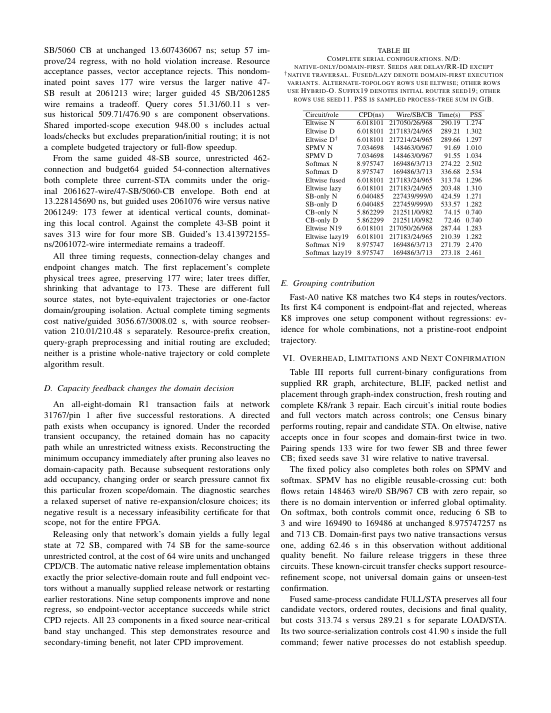 SB/5060 CB at unchanged 13.607436067 ns; setup 57 im-
prove/24 regress, with no hold violation increase. Resource
acceptance passes, vector acceptance rejects. This nondom-
inated point saves 177 wire versus the larger native 47-
SB result at 2061213 wire; larger guided 45 SB/2061285
wire remains a tradeoff. Query cores 51.31/60.11 s ver-
sus historical 509.71/476.90 s are component observations.
Shared imported-scope execution 948.00 s includes actual
loads/checks but excludes preparation/initial routing; it is not
a complete budgeted trajectory or full-flow speedup.
From the same guided 48-SB source, unrestricted 462-
connection and budget64 guided 54-connection alternatives
both complete three current-STA commits under the orig-
inal 2061627-wire/47-SB/5060-CB envelope. Both end at
13.228145690 ns, but guided uses 2061076 wire versus native
2061249: 173 fewer at identical vertical counts, dominat-
ing this local control. Against the complete 43-SB point it
saves 313 wire for four more SB. Guided's 13.413972155-
ns/2061072-wire intermediate remains a tradeoff.
All three timing requests, connection-delay changes and
endpoint changes match. The first replacement's complete
physical trees agree, preserving 177 wire; later trees differ,
shrinking that advantage to 173. These are different full
source states, not byte-equivalent trajectories or one-factor
domain/grouping isolation. Actual complete timing segments
cost native/guided 3056.67/3008.02 s, with source reobser-
vation 210.01/210.48 s separately. Resource-prefix creation,
query-graph preprocessing and initial routing are excluded;
neither is a pristine whole-native trajectory or cold complete
algorithm result.
D. Capacity feedback changes the domain decision
An all-eight-domain R1 transaction fails at network
31767/pin 1 after five successful restorations. A directed
path exists when occupancy is ignored. Under the recorded
transient occupancy, the retained domain has no capacity
path while an unrestricted witness exists. Reconstructing the
minimum occupancy immediately after pruning also leaves no
domain-capacity path. Because subsequent restorations only
add occupancy, changing order or search pressure cannot fix
this particular frozen scope/domain. The diagnostic searches
a relaxed superset of native re-expansion/closure choices; its
negative result is a necessary infeasibility certificate for that
scope, not for the entire FPGA.
Releasing only that network's domain yields a fully legal
state at 72 SB, compared with 74 SB for the same-source
unrestricted control, at the cost of 64 wire units and unchanged
CPD/CB. The automatic native release implementation obtains
exactly the prior selective-domain route and full endpoint vec-
tors without a manually supplied release network or restarting
earlier restorations. Nine setup components improve and none
regress, so endpoint-vector acceptance succeeds while strict
CPD rejects. All 23 components in a fixed source near-critical
band stay unchanged. This step demonstrates resource and
secondary-timing benefit, not later CPD improvement.
TABLE III
COMPLETE SERIAL CONFIGURATIONS. N/D:
NATIVE-ONLY/DOMAIN-FIRST. SEEDS ARE DELAY/RR-ID EXCEPT
†NATIVE TRAVERSAL. FUSED/LAZY DENOTE DOMAIN-FIRST EXECUTION
VARIANTS. ALTERNATE-TOPOLOGY ROWS USE ELTWISE; OTHER ROWS
USE HYBRID-O. SUFFIX19 DENOTES INITIAL ROUTER SEED19; OTHER
ROWS USE SEED11. PSS IS SAMPLED PROCESS-TREE SUM IN GIB.
Circuit/role CPD(ns) Wire/SB/CB Time(s) PSS
Eltwise N 6.018101 217050/26/968 290.19 1.274
Eltwise D 6.018101 217183/24/965 289.21 1.302
Eltwise D† 6.018101 217214/24/965 289.66 1.297
SPMV N 7.034698 148463/0/967 91.69 1.010
SPMV D 7.034698 148463/0/967 91.55 1.034
Softmax N 8.975747 169486/3/713 274.22 2.502
Softmax D 8.975747 169486/3/713 336.68 2.534
Eltwise fused 6.018101 217183/24/965 313.74 1.296
Eltwise lazy 6.018101 217183/24/965 203.48 1.310
SB-only N 6.040485 227439/999/0 424.59 1.271
SB-only D 6.040485 227459/999/0 533.57 1.282
CB-only N 5.862299 212511/0/982 74.15 0.740
CB-only D 5.862299 212511/0/982 72.46 0.740
Eltwise N19 6.018101 217050/26/968 287.44 1.283
Eltwise lazy19 6.018101 217183/24/965 210.39 1.282
Softmax N19 8.975747 169486/3/713 271.79 2.470
Softmax lazy19 8.975747 169486/3/713 273.18 2.461
E. Grouping contribution
Fast-A0 native K8 matches two K4 steps in routes/vectors.
Its first K4 component is endpoint-flat and rejected, whereas
K8 improves one setup component without regressions: ev-
idence for whole combinations, not a pristine-root endpoint
trajectory.
VI. OVERHEAD, LIMITATIONS AND NEXT CONFIRMATION
Table III reports full current-binary configurations from
supplied RR graph, architecture, BLIF, packed netlist and
placement through graph-index construction, fresh routing and
complete K8/rank 3 repair. Each circuit's initial route bodies
and full vectors match across controls; one Census binary
performs routing, repair and candidate STA. On eltwise, native
accepts once in four scopes and domain-first twice in two.
Pairing spends 133 wire for two fewer SB and three fewer
CB; fixed seeds save 31 wire relative to native traversal.
The fixed policy also completes both roles on SPMV and
softmax. SPMV has no eligible reusable-crossing cut: both
flows retain 148463 wire/0 SB/967 CB with zero repair, so
there is no domain intervention or inferred global optimality.
On softmax, both controls commit once, reducing 6 SB to
3 and wire 169490 to 169486 at unchanged 8.975747257 ns
and 713 CB. Domain-first pays two native transactions versus
one, adding 62.46 s in this observation without additional
quality benefit. No failure release triggers in these three
circuits. These known-circuit transfer checks support resource-
refinement scope, not universal domain gains or unseen-test
confirmation.
Fused same-process candidate FULL/STA preserves all four
candidate vectors, ordered routes, decisions and final quality,
but costs 313.74 s versus 289.21 s for separate LOAD/STA.
Its two source-serialization controls cost 41.90 s inside the full
command; fewer native processes do not establish speedup.